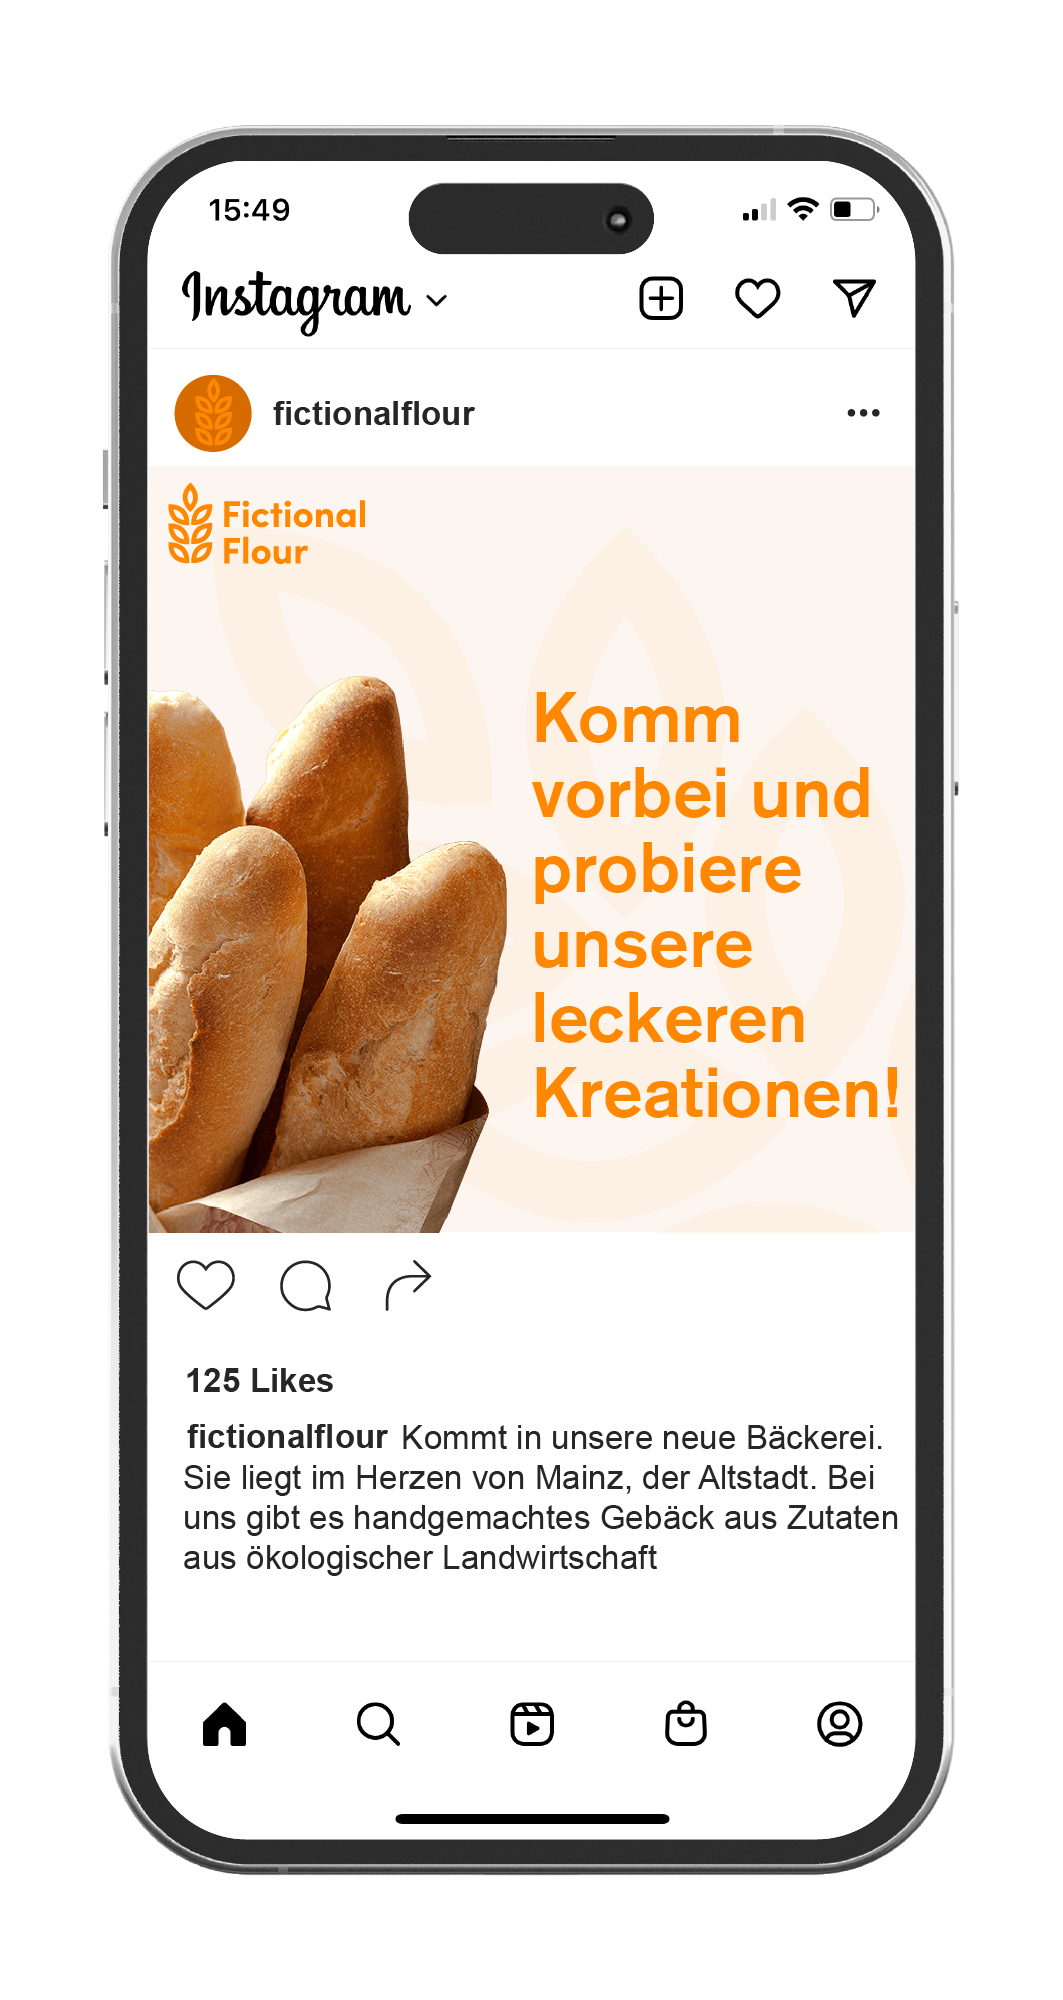 15:49
Instagram
fictionalflour
Fictional
Flour
Komm
vorbei und
probiere
unsere
leckeren
Kreationen!
125 Likes
fictionalflour Kommt in unsere neue Bäckerei.
Sie liegt im Herzen von Mainz, der Altstadt. Bei
uns gibt es handgemachtes Gebäck aus Zutaten
aus ökologischer Landwirtschaft